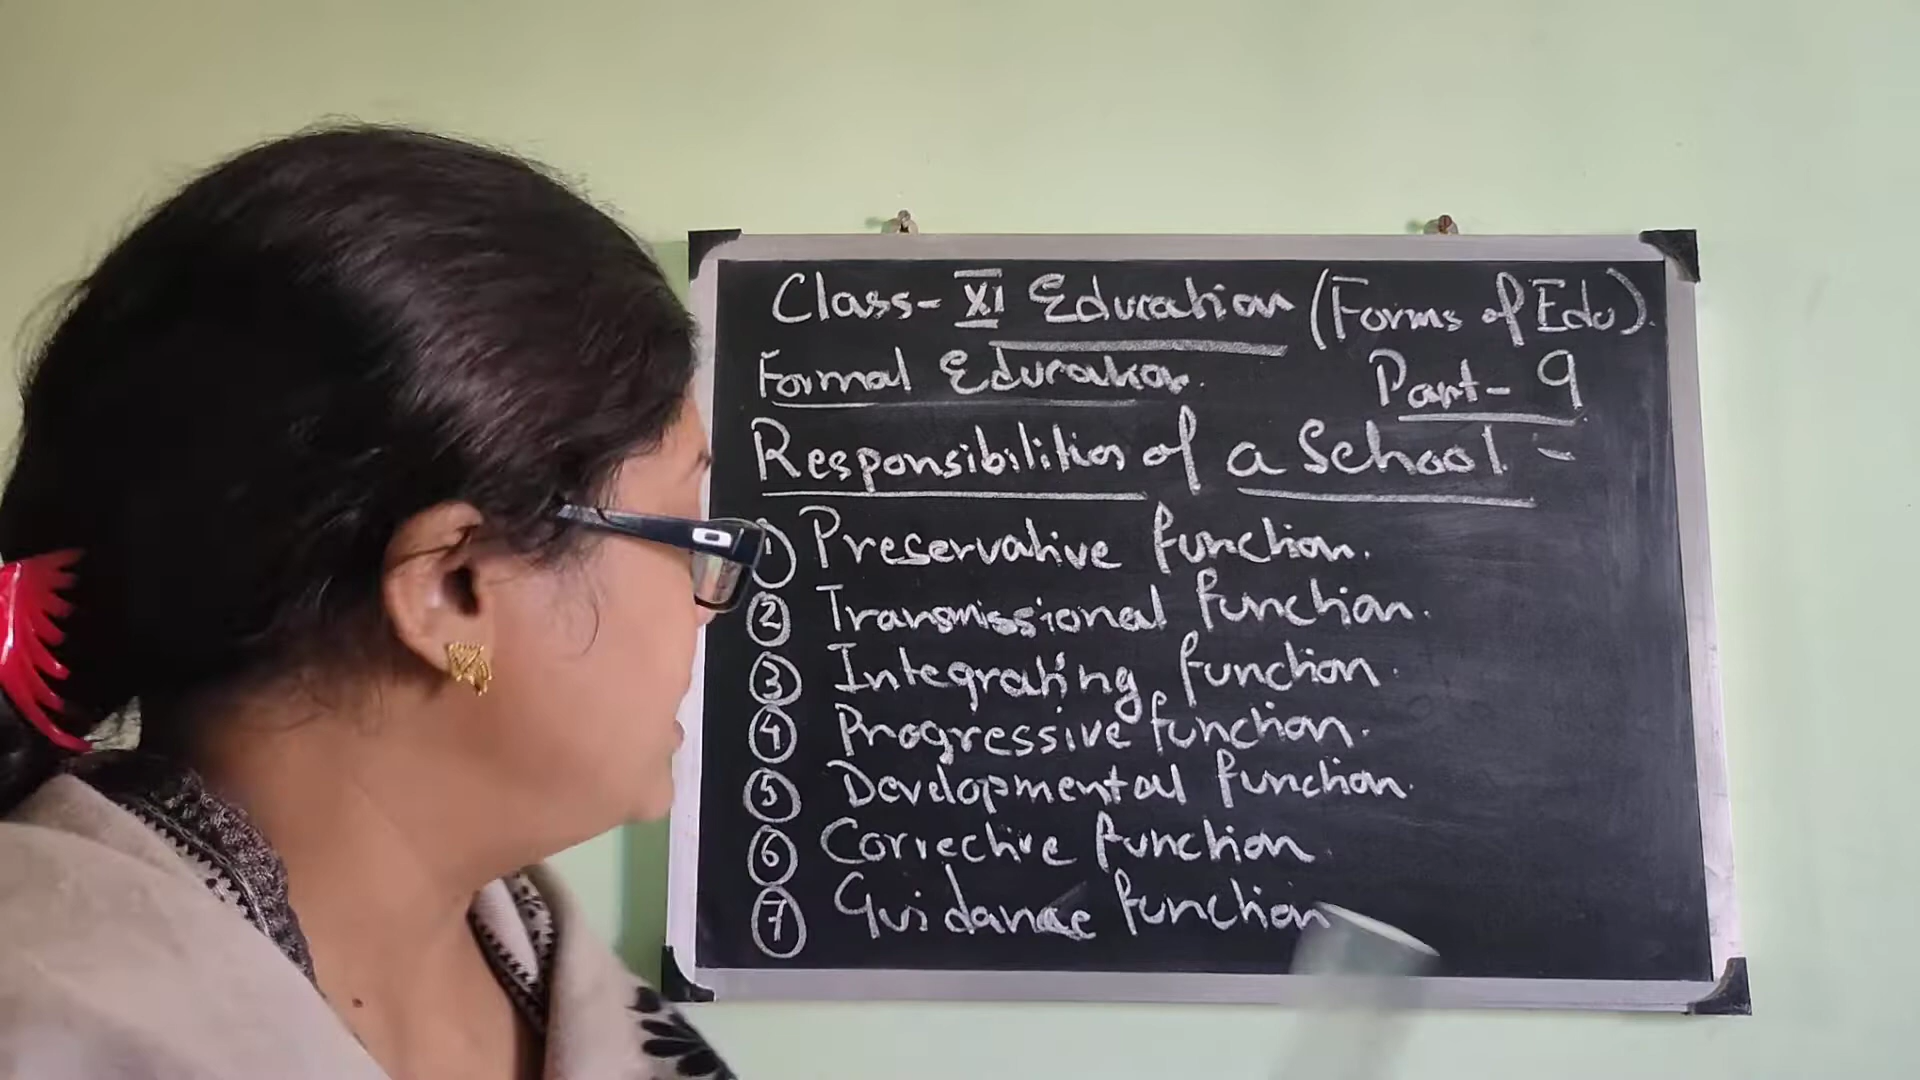 Class-XI Education (Forms of Edu).
Formal Education. Part-9
Responsibilities of a School -
① Preservative function.
② Transmissional function.
③ Integrating function.
④ Progressive function.
⑤ Developmental function.
⑥ Corrective function.
⑦ Guidance function